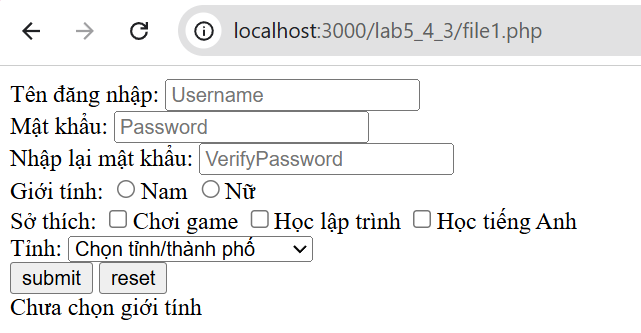 localhost:3000/lab5_4_3/file1.php
Tên đăng nhập: Username
Mật khẩu: Password
Nhập lại mật khẩu: VerifyPassword
Giới tính: Nam Nữ
Sở thích: Chơi game Học lập trình Học tiếng Anh
Tỉnh: Chọn tỉnh/thành phố
submit reset
Chưa chọn giới tính